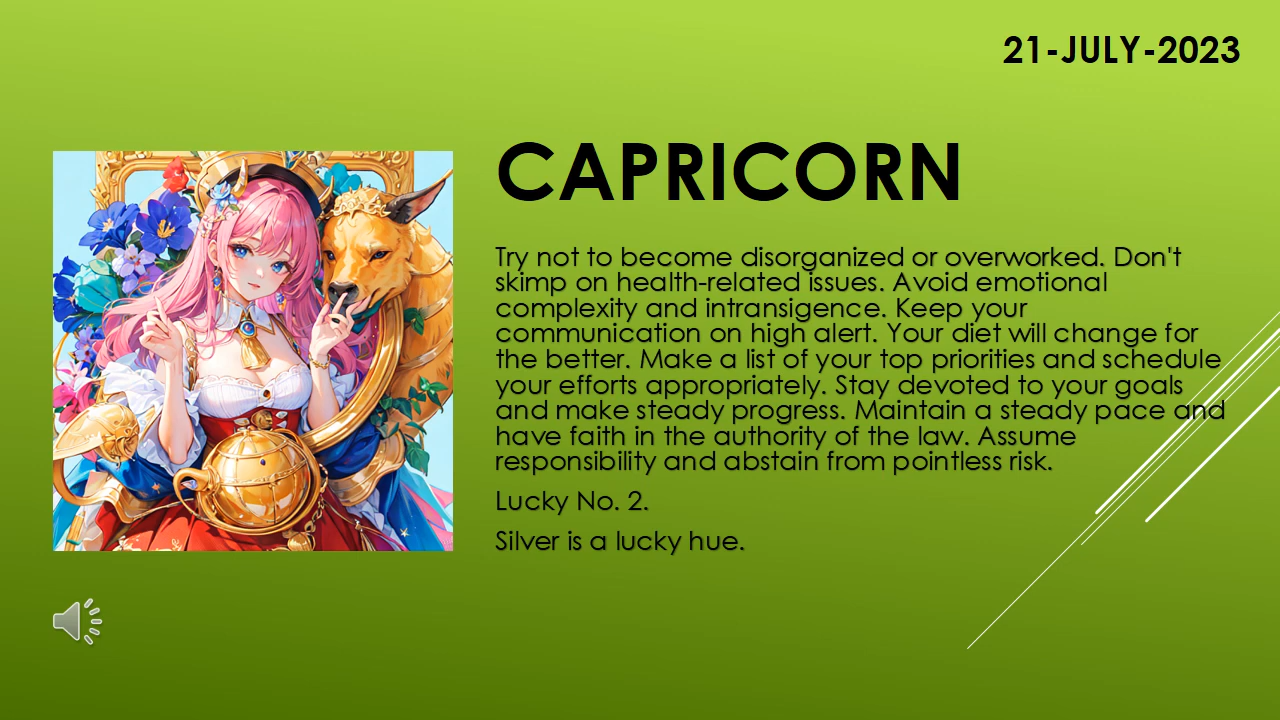 21-JULY-2023
CAPRICORN
Try not to become disorganized or overworked. Don't
skimp on health-related issues. Avoid emotional
complexity and intransigence. Keep your
communication on high alert. Your diet will change for
the better. Make a list of your top priorities and schedule
your efforts appropriately. Stay devoted to your goals
and make steady progress. Maintain a steady pace and
have faith in the authority of the law. Assume
responsibility and abstain from pointless risk.
Lucky No. 2.
Silver is a lucky hue.